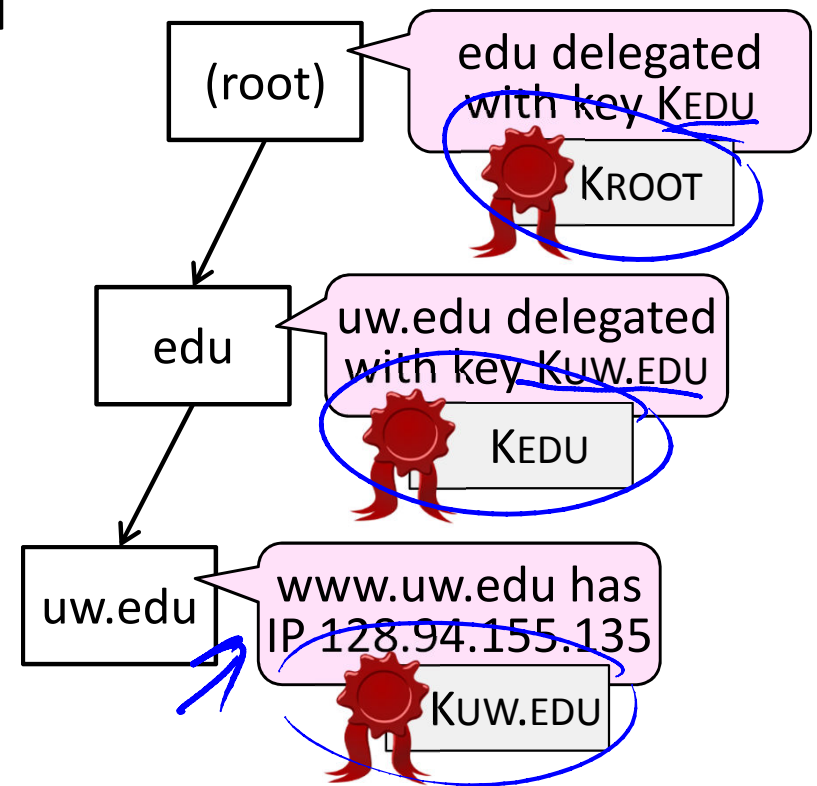 (root)
edu delegated
with key KEDU
KROOT
edu
uw.edu delegated
with key KUW.EDU
KEDU
uw.edu
www.uw.edu has
IP 128.94.155.135
KUW.EDU